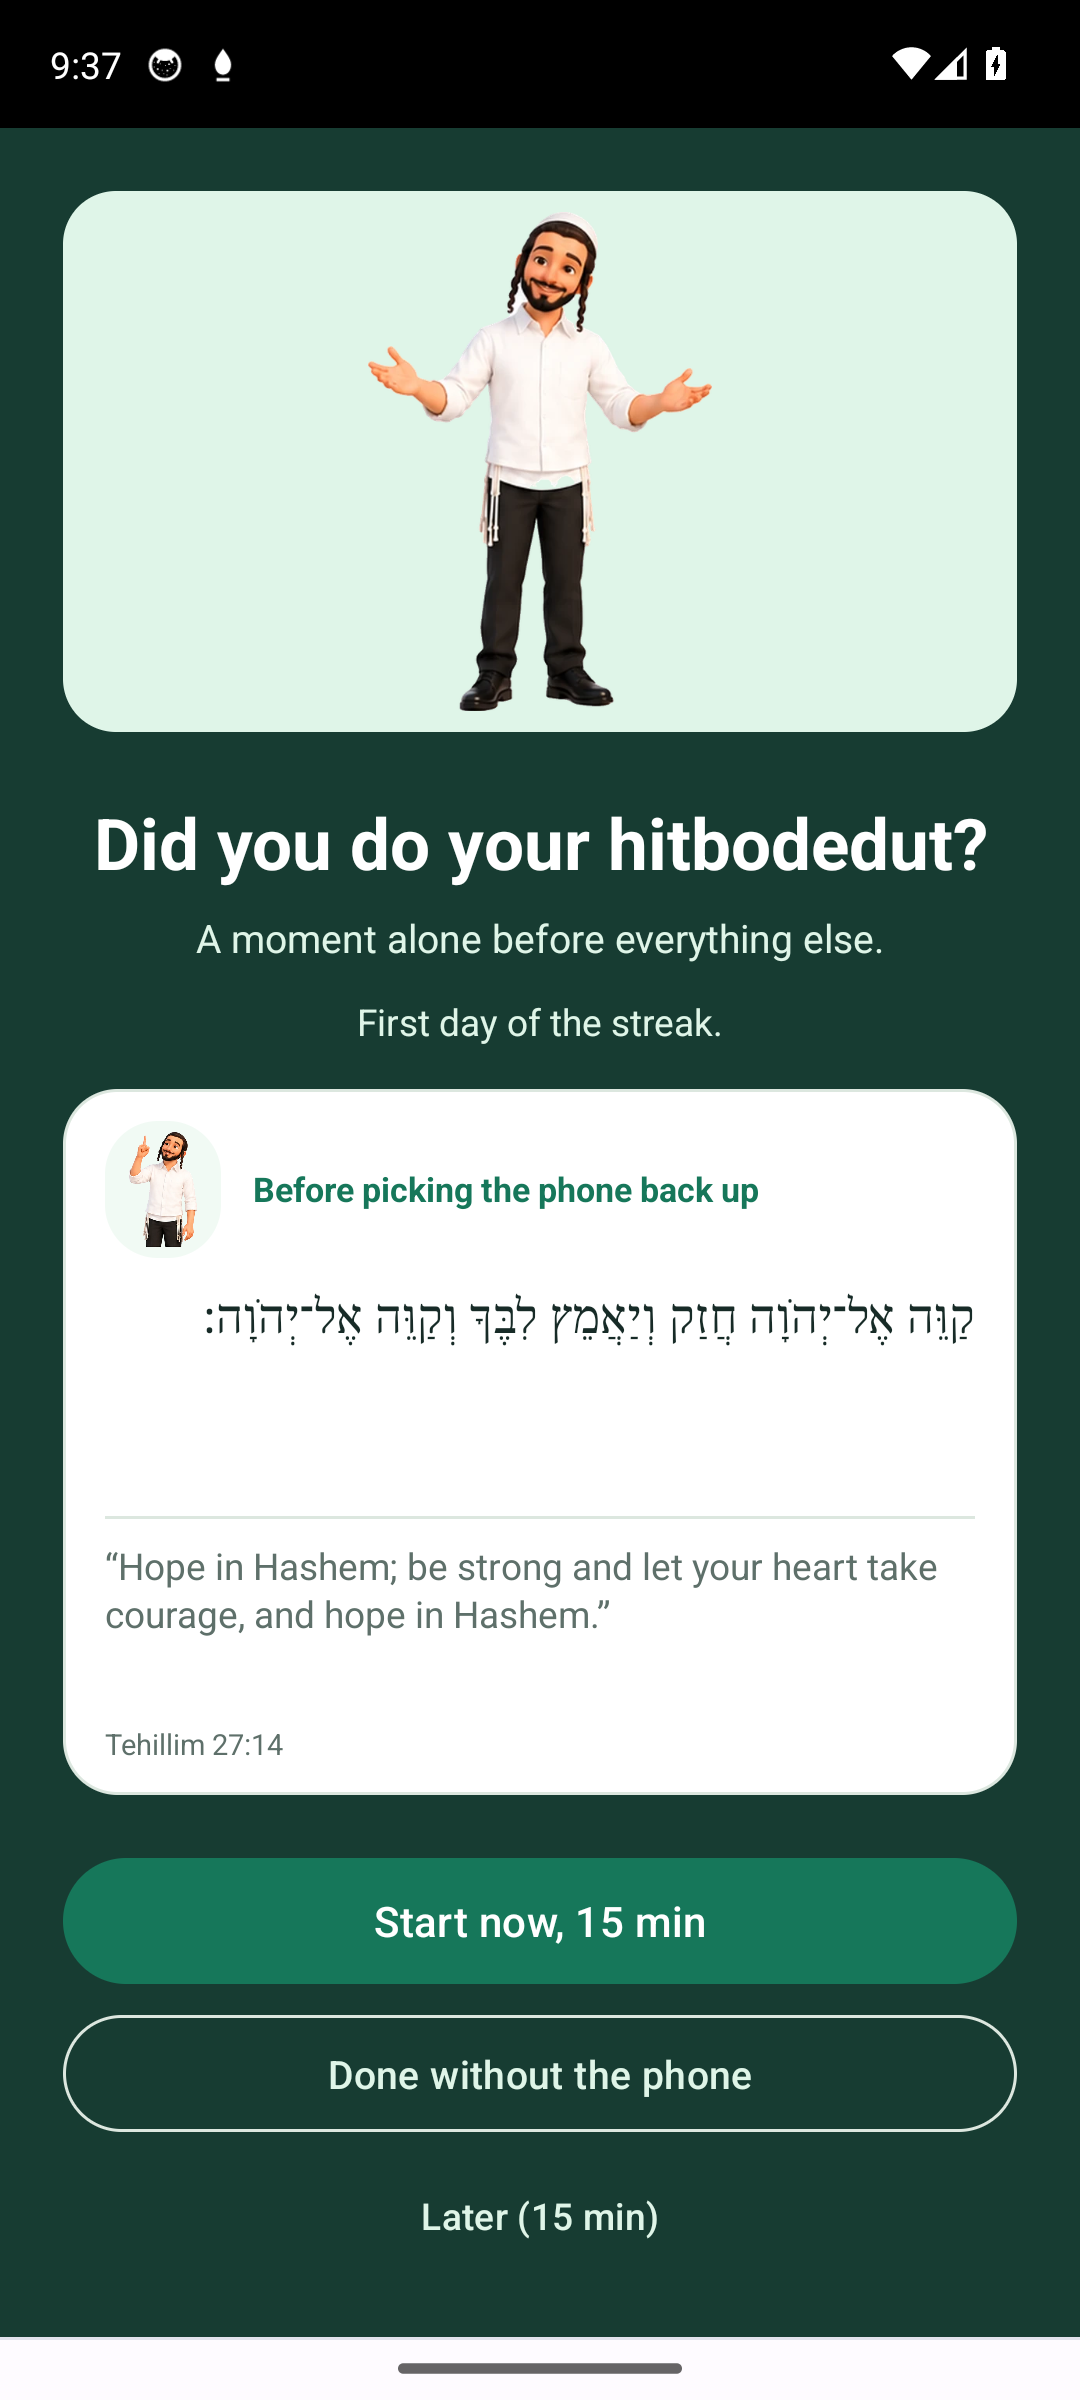 9:37
Did you do your hitbodedut?
A moment alone before everything else.
First day of the streak.
Before picking the phone back up
קַוֵּה אֶל־יְהֹוָה חֲזַק וְיַאֲמֵץ לִבֶּךָ וְקַוֵּה אֶל־יְהֹוָה׃
“Hope in Hashem; be strong and let your heart take
courage, and hope in Hashem.”
Tehillim 27:14
Start now, 15 min
Done without the phone
Later (15 min)